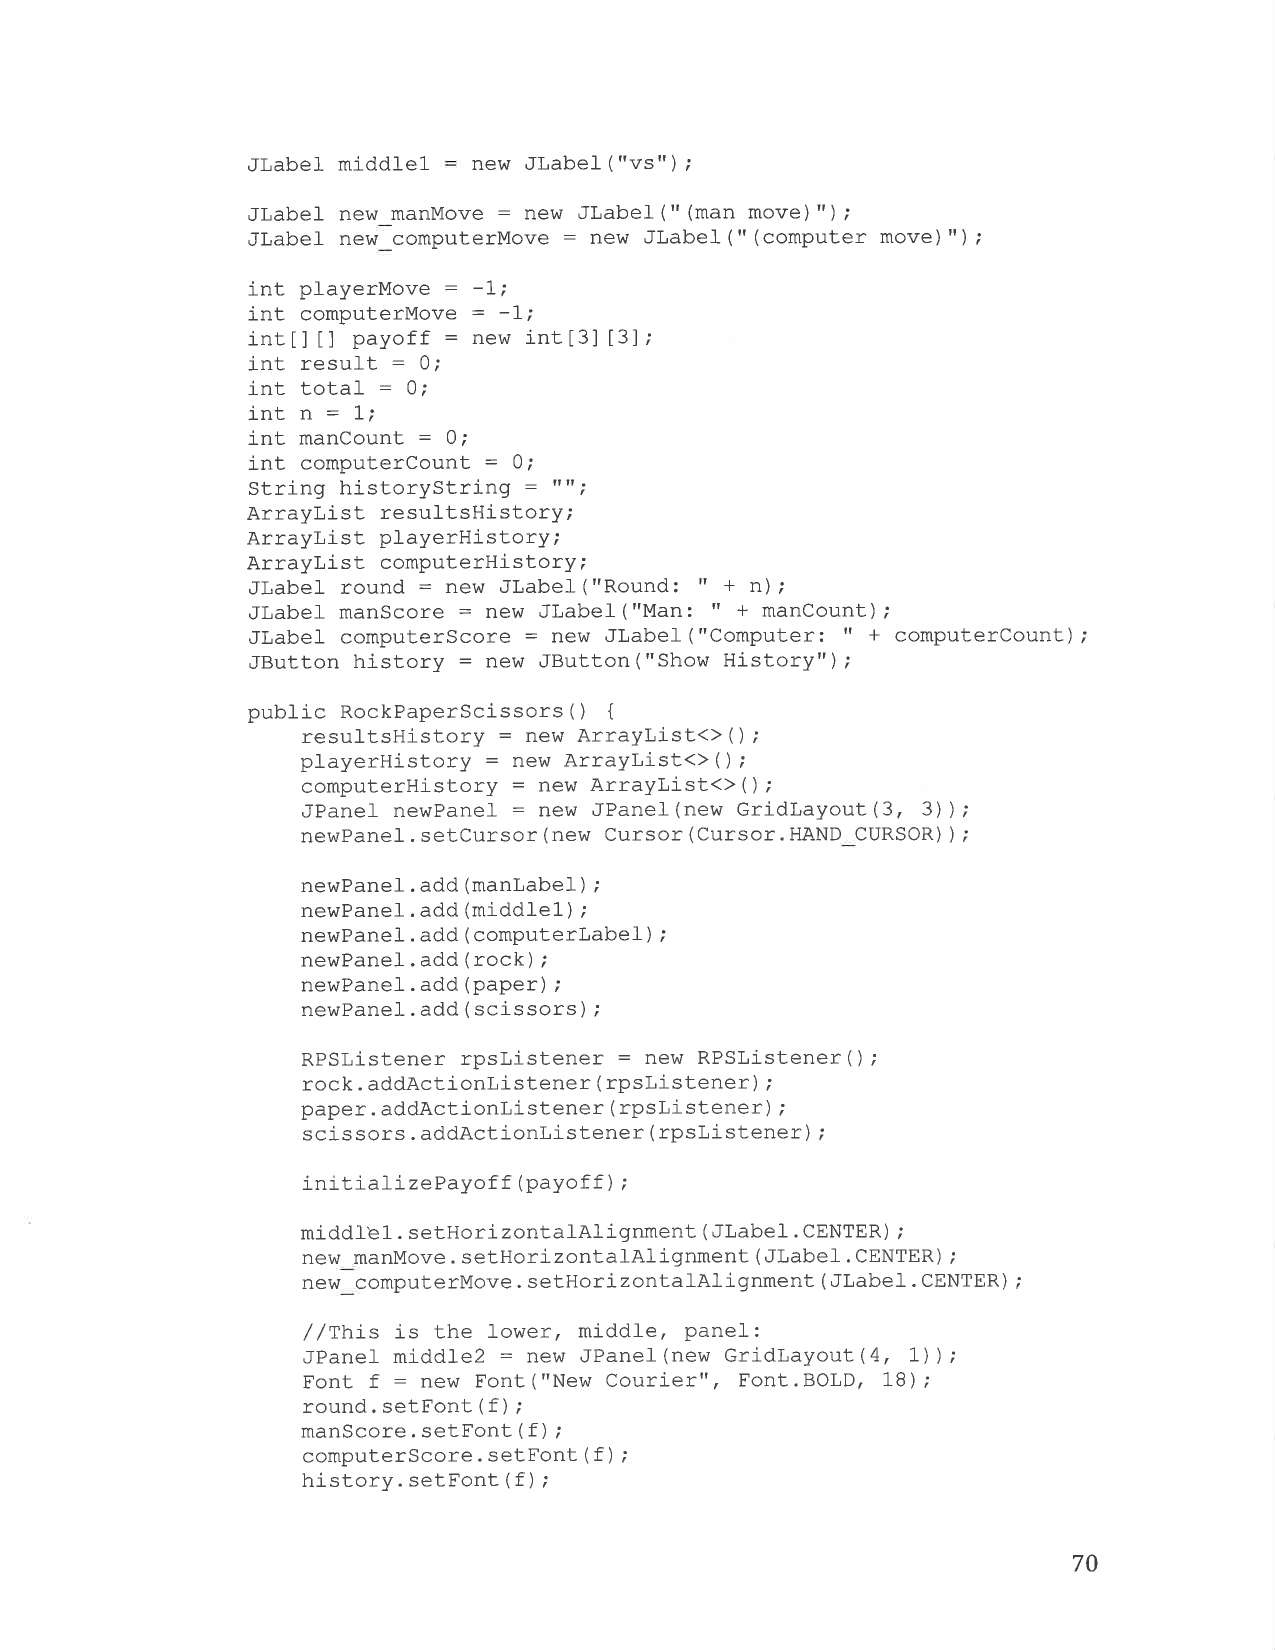 JLabel middle1 = new JLabel("vs");
JLabel new_manMove = new JLabel("(man move)");
JLabel new_computerMove = new JLabel("(computer move)");
int playerMove = -1;
int computerMove = -1;
int[][] payoff = new int[3][3];
int result = 0;
int total = 0;
int n = 1;
int manCount = 0;
int computerCount = 0;
String historyString = "";
ArrayList resultsHistory;
ArrayList playerHistory;
ArrayList computerHistory;
JLabel round = new JLabel("Round: " + n);
JLabel manScore = new JLabel("Man: " + manCount);
JLabel computerScore = new JLabel("Computer: " + computerCount);
JButton history = new JButton("Show History");
public RockPaperScissors() {
resultsHistory = new ArrayList<>();
playerHistory = new ArrayList<>();
computerHistory = new ArrayList<>();
JPanel newPanel = new JPanel(new GridLayout(3, 3));
newPanel.setCursor(new Cursor(Cursor.HAND_CURSOR));
newPanel.add(manLabel);
newPanel.add(middle1);
newPanel.add(computerLabel);
newPanel.add(rock);
newPanel.add(paper);
newPanel.add(scissors);
RPSListener rpsListener = new RPSListener();
rock.addActionListener(rpsListener);
paper.addActionListener(rpsListener);
scissors.addActionListener(rpsListener);
initializePayoff(payoff);
middle1.setHorizontalAlignment(JLabel.CENTER);
new_manMove.setHorizontalAlignment(JLabel.CENTER);
new_computerMove.setHorizontalAlignment(JLabel.CENTER);
//This is the lower, middle, panel:
JPanel middle2 = new JPanel(new GridLayout(4, 1));
Font f = new Font("New Courier", Font.BOLD, 18);
round.setFont(f);
manScore.setFont(f);
computerScore.setFont(f);
history.setFont(f);
70